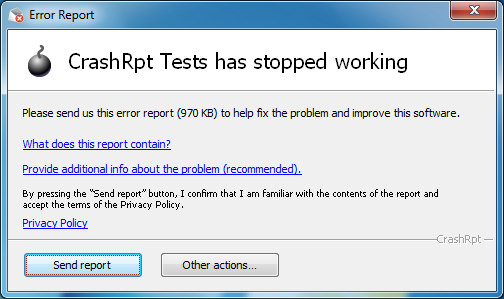 Error Report
CrashRpt Tests has stopped working
Please send us this error report (970 KB) to help fix the problem and improve this software.
What does this report contain?
Provide additional info about the problem (recommended).
By pressing the "Send report" button, I confirm that I am familiar with the contents of the report and
accept the terms of the Privacy Policy.
Privacy Policy
CrashRpt
Send report
Other actions...